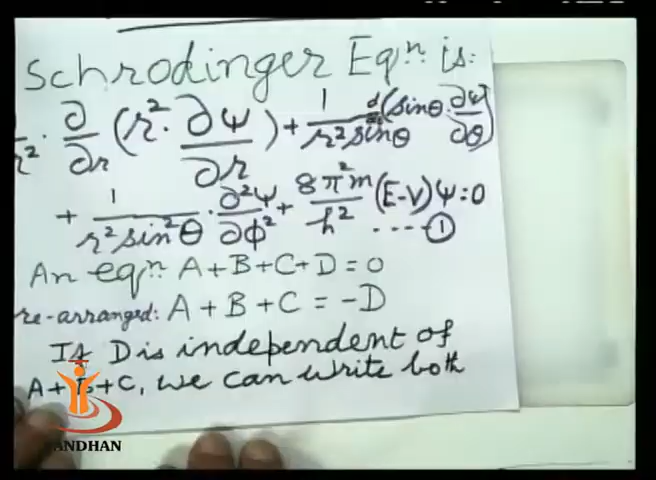 Schrodinger Eqⁿ is:
r² · ∂/∂r (r² · ∂ψ/∂r) + 1/(r² sinθ) (sinθ · ∂ψ/∂θ)
+ 1/(r² sin²θ) · ∂²ψ/∂ϕ² + 8π²m/h² (E-V)ψ = 0
----①
An eqⁿ A+B+C+D = 0
re-arranged: A + B + C = -D
If D is independent of
A+B+C, we can write both
ANDHAN